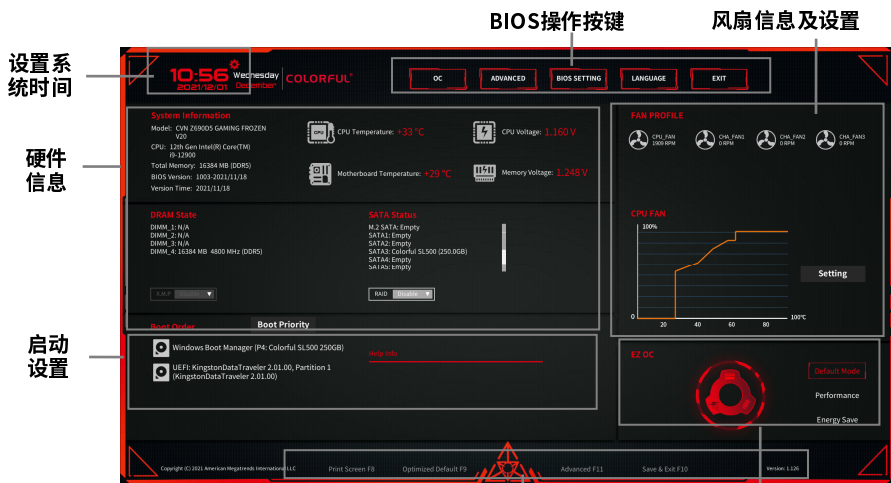 BIOS操作按键
风扇信息及设置
设置系
统时间
10:56
2021/12/01
Wednesday
December
COLORFUL
OC
ADVANCED
BIOS SETTING
LANGUAGE
EXIT
硬件
信息
System Information
Model: CVN Z690D5 GAMING FROZEN
V20
CPU: 12th Gen Intel(R) Core(TM)
i9-12900
Total Memory: 16384 MB (DDR5)
BIOS Version: 1003-2021/11/18
Version Time: 2021/11/18
CPU
CPU Temperature: +33 °C
CPU Voltage: 1.160 V
Motherboard Temperature: +29 °C
Memory Voltage: 1.248 V
FAN PROFILE
CPU_FAN
1909 RPM
CHA_FAN1
0 RPM
CHA_FAN2
0 RPM
CHA_FAN3
0 RPM
DRAM State
DIMM_1: N/A
DIMM_2: N/A
DIMM_3: N/A
DIMM_4: 16384 MB 4800 MHz (DDR5)
X.M.P Disable
SATA Status
M.2 SATA: Empty
SATA1: Empty
SATA2: Empty
SATA3: Colorful SL500 (250.0GB)
SATA4: Empty
SATA5: Empty
RAID Disable
CPU FAN
100%
0
20
40
60
80
100℃
Setting
启动
设置
Boot Order
Boot Priority
Windows Boot Manager (P4: Colorful SL500 250GB)
UEFI: KingstonDataTraveler 2.01.00, Partition 1
(KingstonDataTraveler 2.01.00)
Help Info
EZ OC
Default Mode
Performance
Energy Save
Copyright (C) 2021 American Megatrends International LLC
Print Screen F8
Optimized Default F9
Advanced F11
Save & Exit F10
Version: 1.126